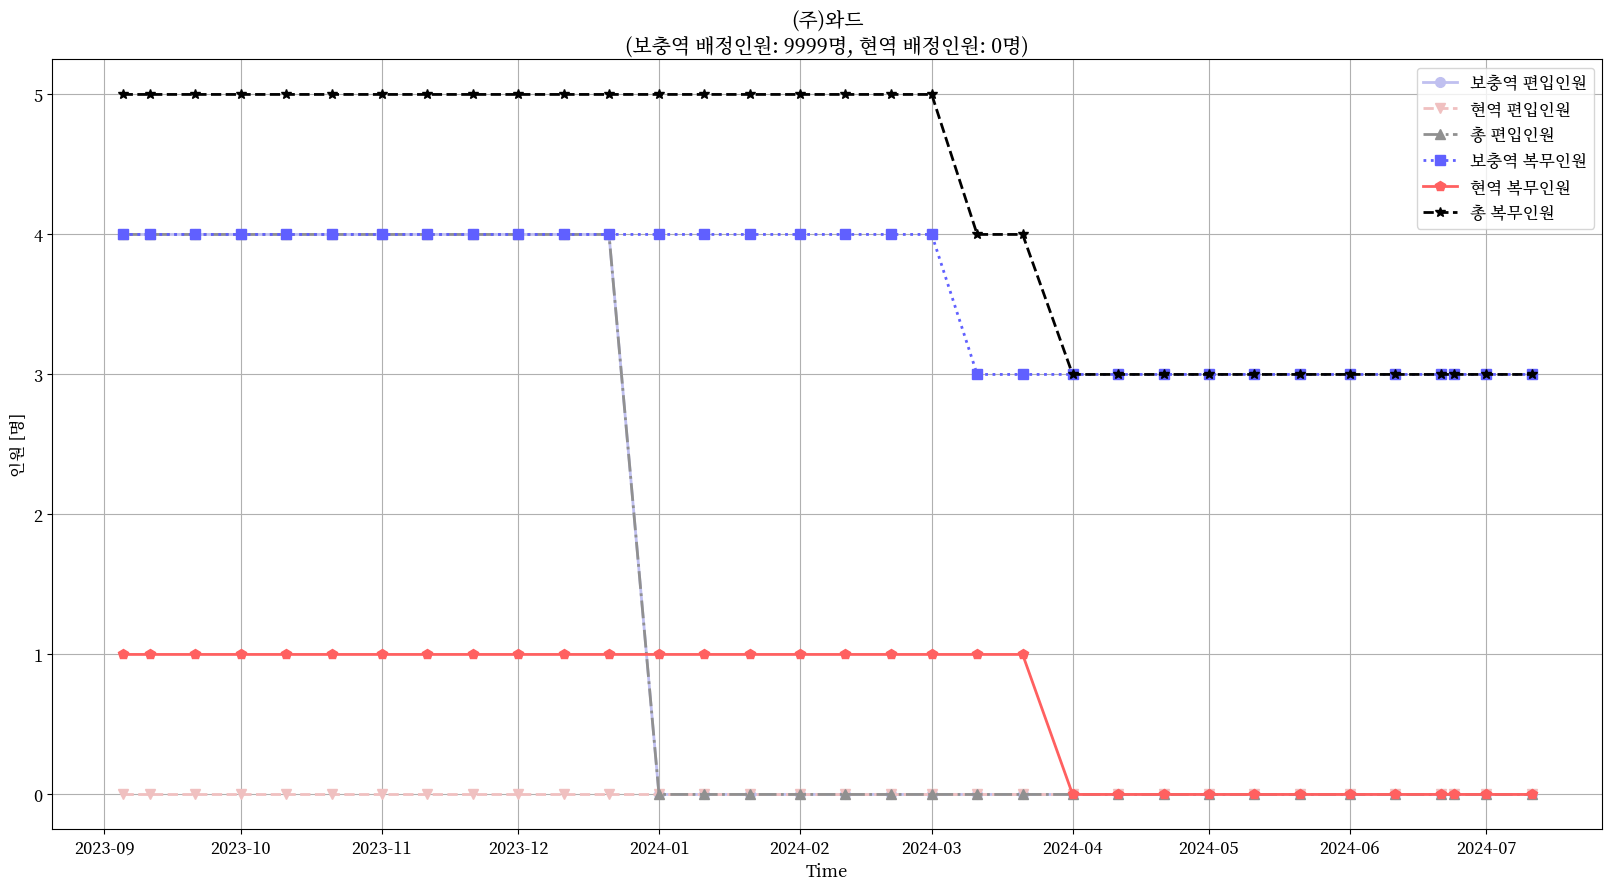 (주)와드
(보충역 배정인원: 9999명, 현역 배정인원: 0명)
보충역 편입인원
현역 편입인원
총 편입인원
보충역 복무인원
현역 복무인원
총 복무인원
인원 [명]
5
4
3
2
1
0
2023-09
2023-10
2023-11
2023-12
2024-01
2024-02
2024-03
2024-04
2024-05
2024-06
2024-07
Time